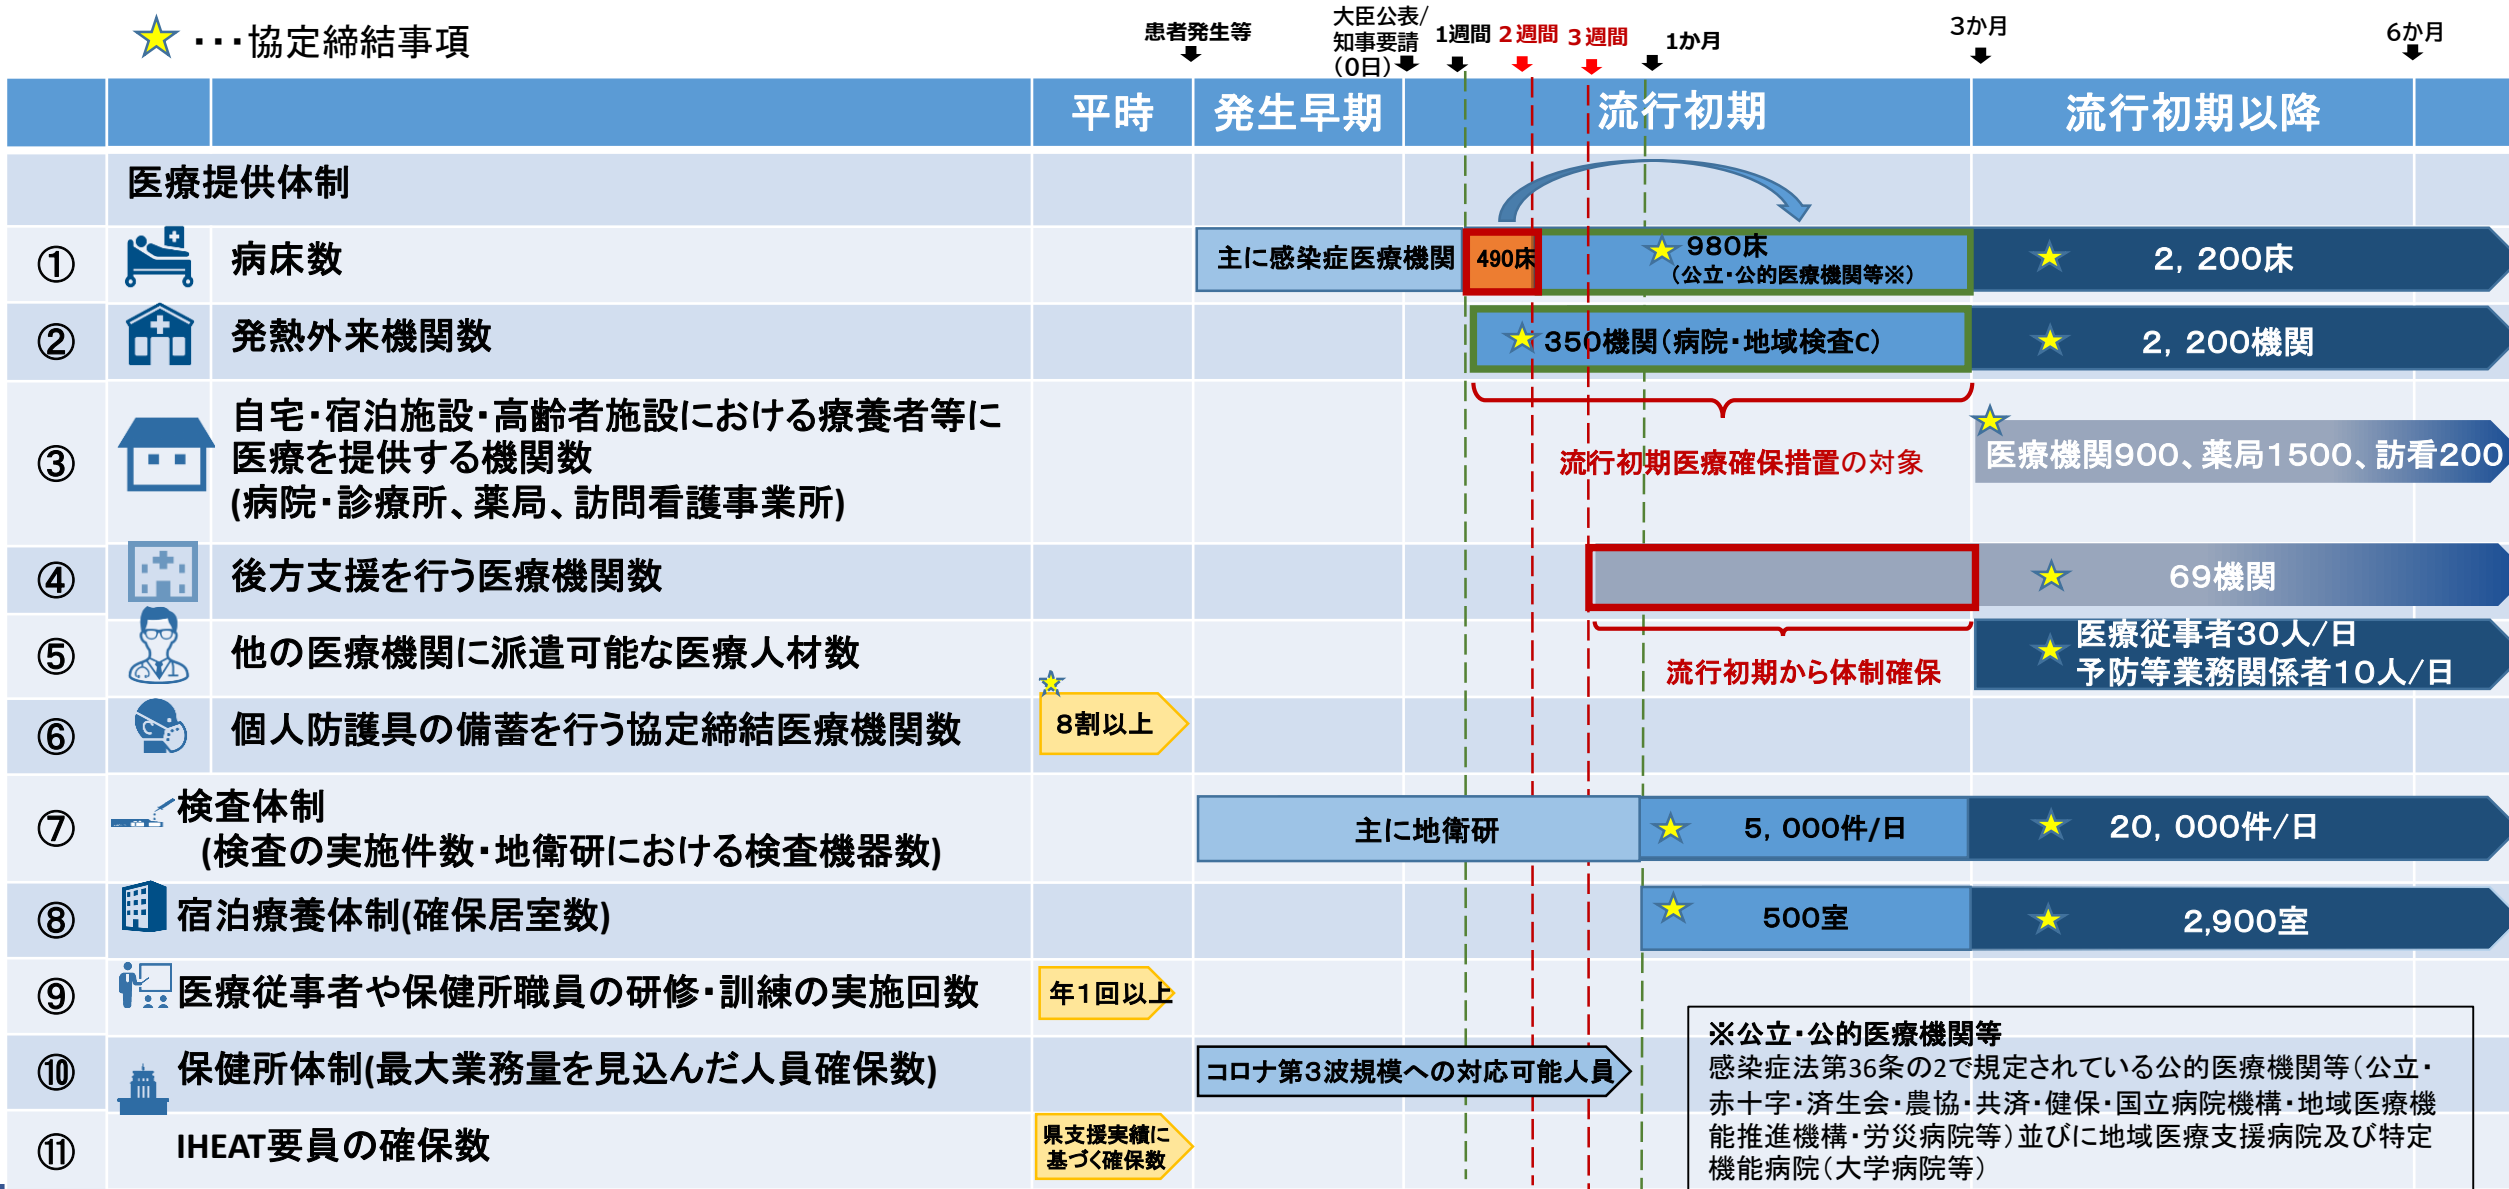 ・・・協定締結事項
患者発生等
大臣公表/
知事要請
(0日)
1週間
2週間
3週間
1か月
3か月
6か月
平時
発生早期
流行初期
流行初期以降
医療提供体制
①
病床数
主に感染症医療機関
490床
980床
(公立・公的医療機関等※)
2,200床
②
発熱外来機関数
350機関(病院・地域検査C)
2,200機関
③
自宅・宿泊施設・高齢者施設における療養者等に
医療を提供する機関数
(病院・診療所、薬局、訪問看護事業所)
流行初期医療確保措置の対象
医療機関900、薬局1500、訪看200
④
後方支援を行う医療機関数
69機関
⑤
他の医療機関に派遣可能な医療人材数
流行初期から体制確保
医療従事者30人/日
予防等業務関係者10人/日
⑥
個人防護具の備蓄を行う協定締結医療機関数
8割以上
⑦
検査体制
(検査の実施件数・地衛研における検査機器数)
主に地衛研
5,000件/日
20,000件/日
⑧
宿泊療養体制(確保居室数)
500室
2,900室
⑨
医療従事者や保健所職員の研修・訓練の実施回数
年1回以上
⑩
保健所体制(最大業務量を見込んだ人員確保数)
コロナ第3波規模への対応可能人員
⑪
IHEAT要員の確保数
県支援実績に
基づく確保数
※公立・公的医療機関等
感染症法第36条の2で規定されている公的医療機関等(公立・
赤十字・済生会・農協・共済・健保・国立病院機構・地域医療機
能推進機構・労災病院等)並びに地域医療支援病院及び特定
機能病院(大学病院等)